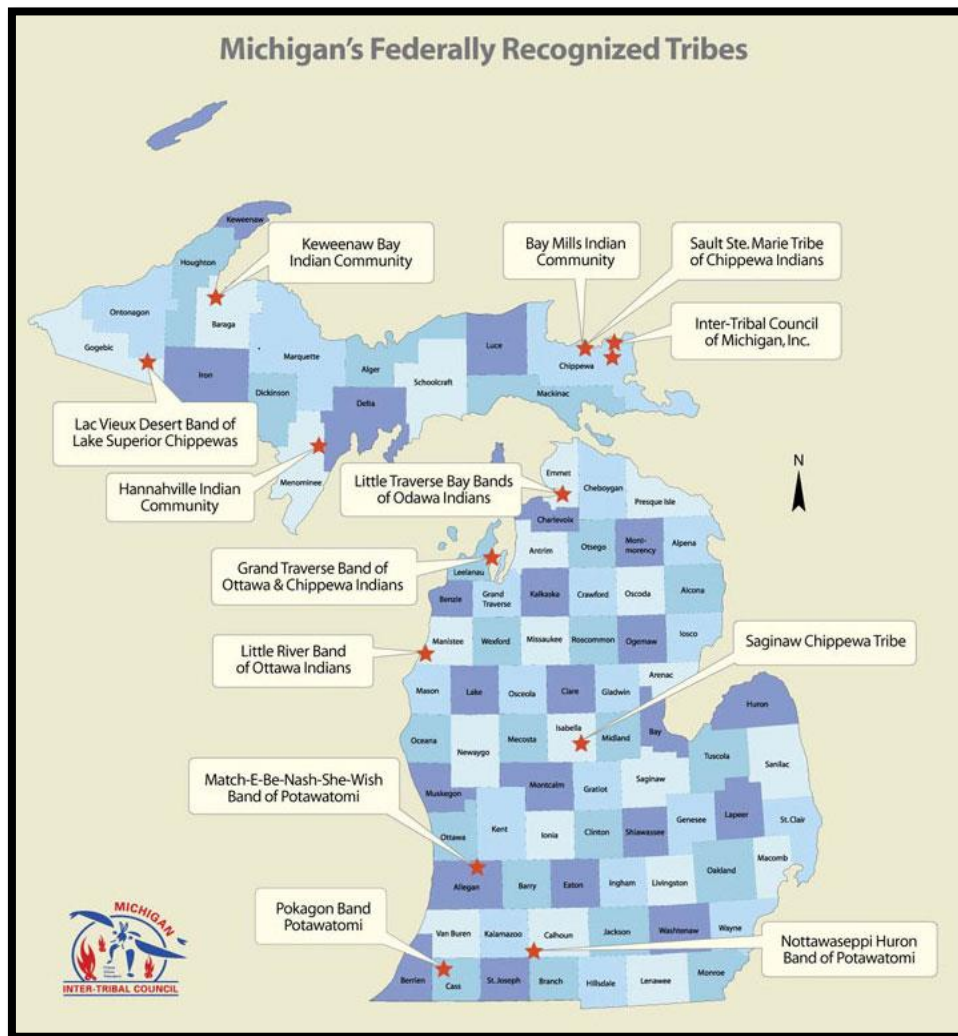 Michigan's Federally Recognized Tribes
Keweenaw
Houghton
Keweenaw Bay
Indian Community
Bay Mills Indian
Community
Sault Ste. Marie Tribe
of Chippewa Indians
Ontonagon
Baraga
Inter-Tribal Council
of Michigan, Inc.
Gogebic
Iron
Marquette
Alger
Luce
Chippewa
Dickinson
Schoolcraft
Mackinac
Delta
Lac Vieux Desert Band of
Lake Superior Chippewas
Menominee
Hannahville Indian
Community
Little Traverse Bay Bands
of Odawa Indians
Emmet
Cheboygan
Presque Isle
N
Charlevoix
Antrim
Otsego
Mont-
morency
Alpena
Grand Traverse Band of
Ottawa & Chippewa Indians
Leelanau
Benzie
Grand
Traverse
Kalkaska
Crawford
Oscoda
Alcona
Manistee
Wexford
Missaukee
Roscommon
Ogemaw
Iosco
Little River Band
of Ottawa Indians
Saginaw Chippewa Tribe
Arenac
Mason
Lake
Osceola
Clare
Gladwin
Huron
Oceana
Newaygo
Mecosta
Isabella
Midland
Bay
Tuscola
Sanilac
Match-E-Be-Nash-She-Wish
Band of Potawatomi
Muskegon
Montcalm
Gratiot
Saginaw
Ottawa
Kent
Ionia
Clinton
Shiawassee
Genesee
Lapeer
St. Clair
Allegan
Barry
Eaton
Ingham
Livingston
Oakland
Macomb
Pokagon Band
Potawatomi
Van Buren
Kalamazoo
Calhoun
Jackson
Washtenaw
Wayne
Nottawaseppi Huron
Band of Potawatomi
Berrien
Cass
St. Joseph
Branch
Hillsdale
Lenawee
Monroe
MICHIGAN
INTER-TRIBAL COUNCIL